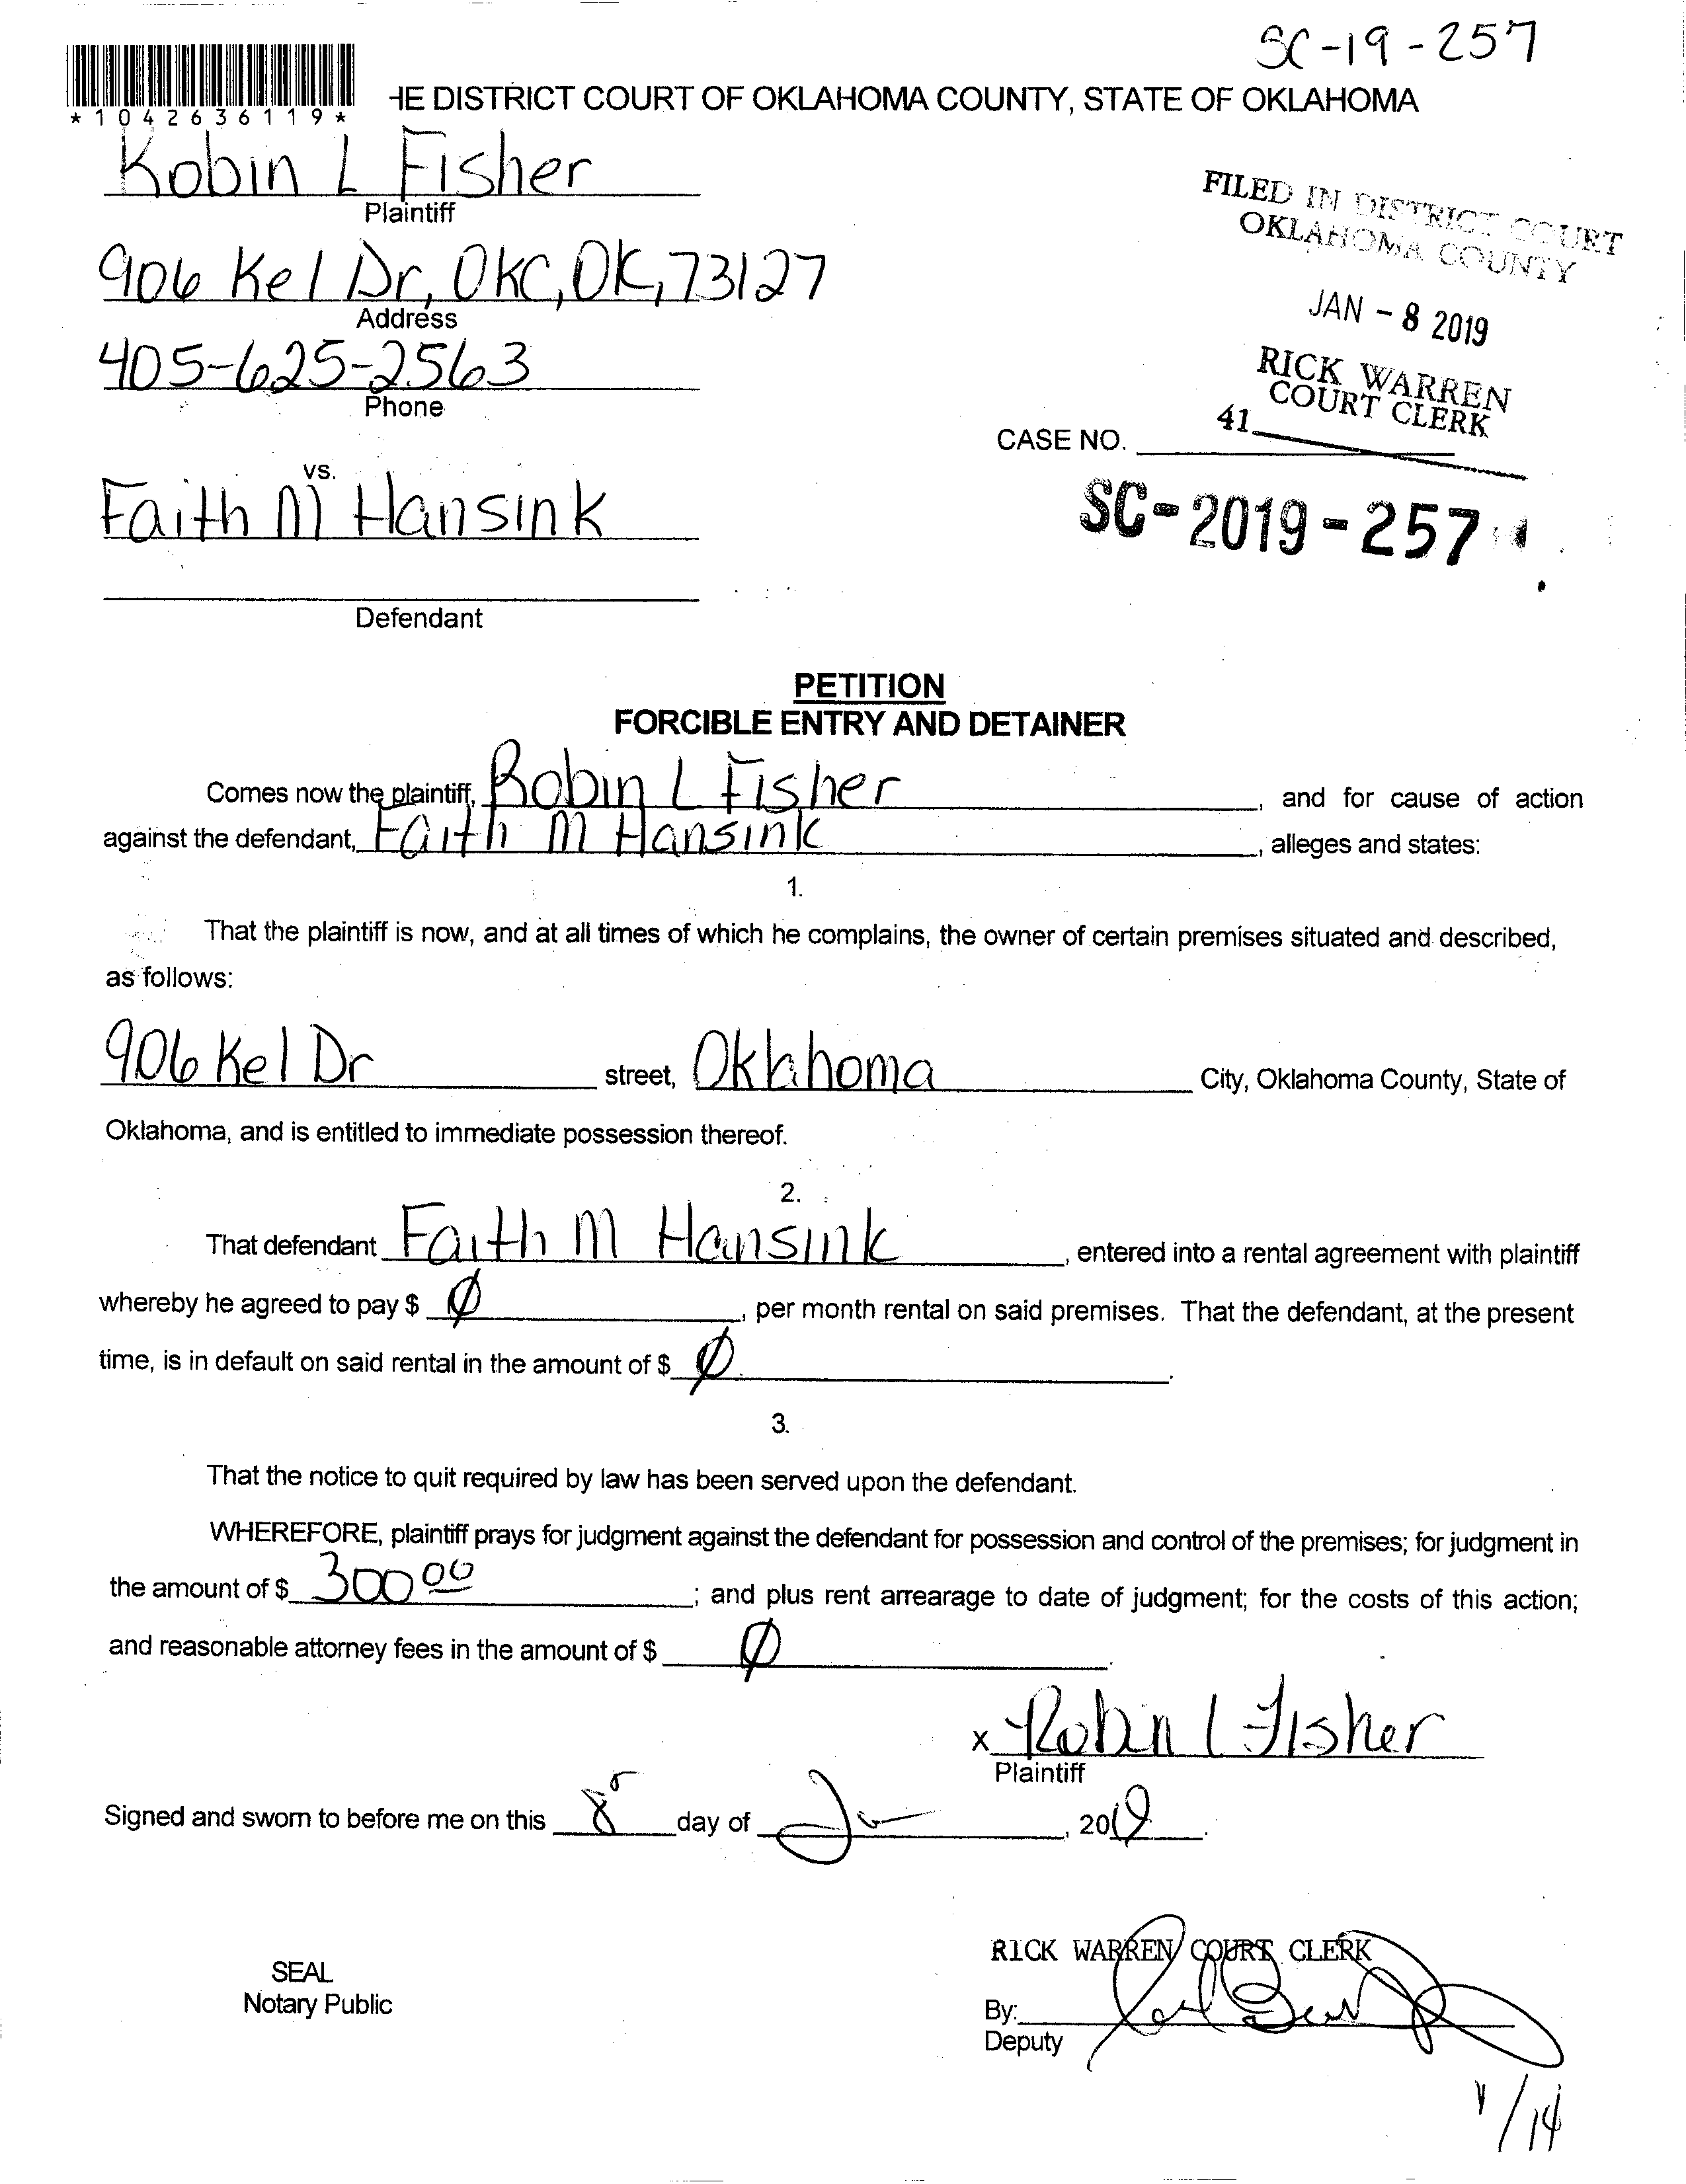 SC-19-257
*1042636119*
HE DISTRICT COURT OF OKLAHOMA COUNTY, STATE OF OKLAHOMA
Robin L Fisher
Plaintiff
906 Kel Dr, OKC, OK, 73127
Address
405-625-2563
Phone
FILED IN DISTRICT COURT
OKLAHOMA COUNTY
JAN - 8 2019
RICK WARREN
COURT CLERK
41
CASE NO.
SC-2019-257
vs.
Faith M Hansink
Defendant
PETITION
FORCIBLE ENTRY AND DETAINER
Comes now the plaintiff, Robin L Fisher, and for cause of action
against the defendant, Faith M Hansink, alleges and states:
1.
That the plaintiff is now, and at all times of which he complains, the owner of certain premises situated and described,
as follows:
906 Kel Dr street, Oklahoma City, Oklahoma County, State of
Oklahoma, and is entitled to immediate possession thereof.
2.
That defendant Faith M Hansink, entered into a rental agreement with plaintiff
whereby he agreed to pay $ Ø, per month rental on said premises. That the defendant, at the present
time, is in default on said rental in the amount of $ Ø.
3.
That the notice to quit required by law has been served upon the defendant.
WHEREFORE, plaintiff prays for judgment against the defendant for possession and control of the premises; for judgment in
the amount of $ 300 00; and plus rent arrearage to date of judgment; for the costs of this action;
and reasonable attorney fees in the amount of $ Ø.
x Robin L Fisher
Plaintiff
Signed and sworn to before me on this 8 day of , 2019.
RICK WARREN COURT CLERK
SEAL
Notary Public
By:
Deputy
1/14